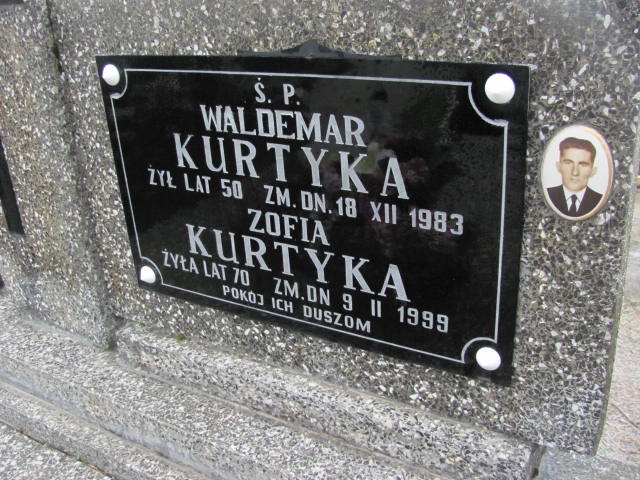 Ś. P.
WALDEMAR
KURTYKA
ŻYŁ LAT 50 ZM. DN. 18 XII 1983
ZOFIA
KURTYKA
ŻYŁA LAT 70 ZM. DN 9 II 1999
POKÓJ ICH DUSZOM